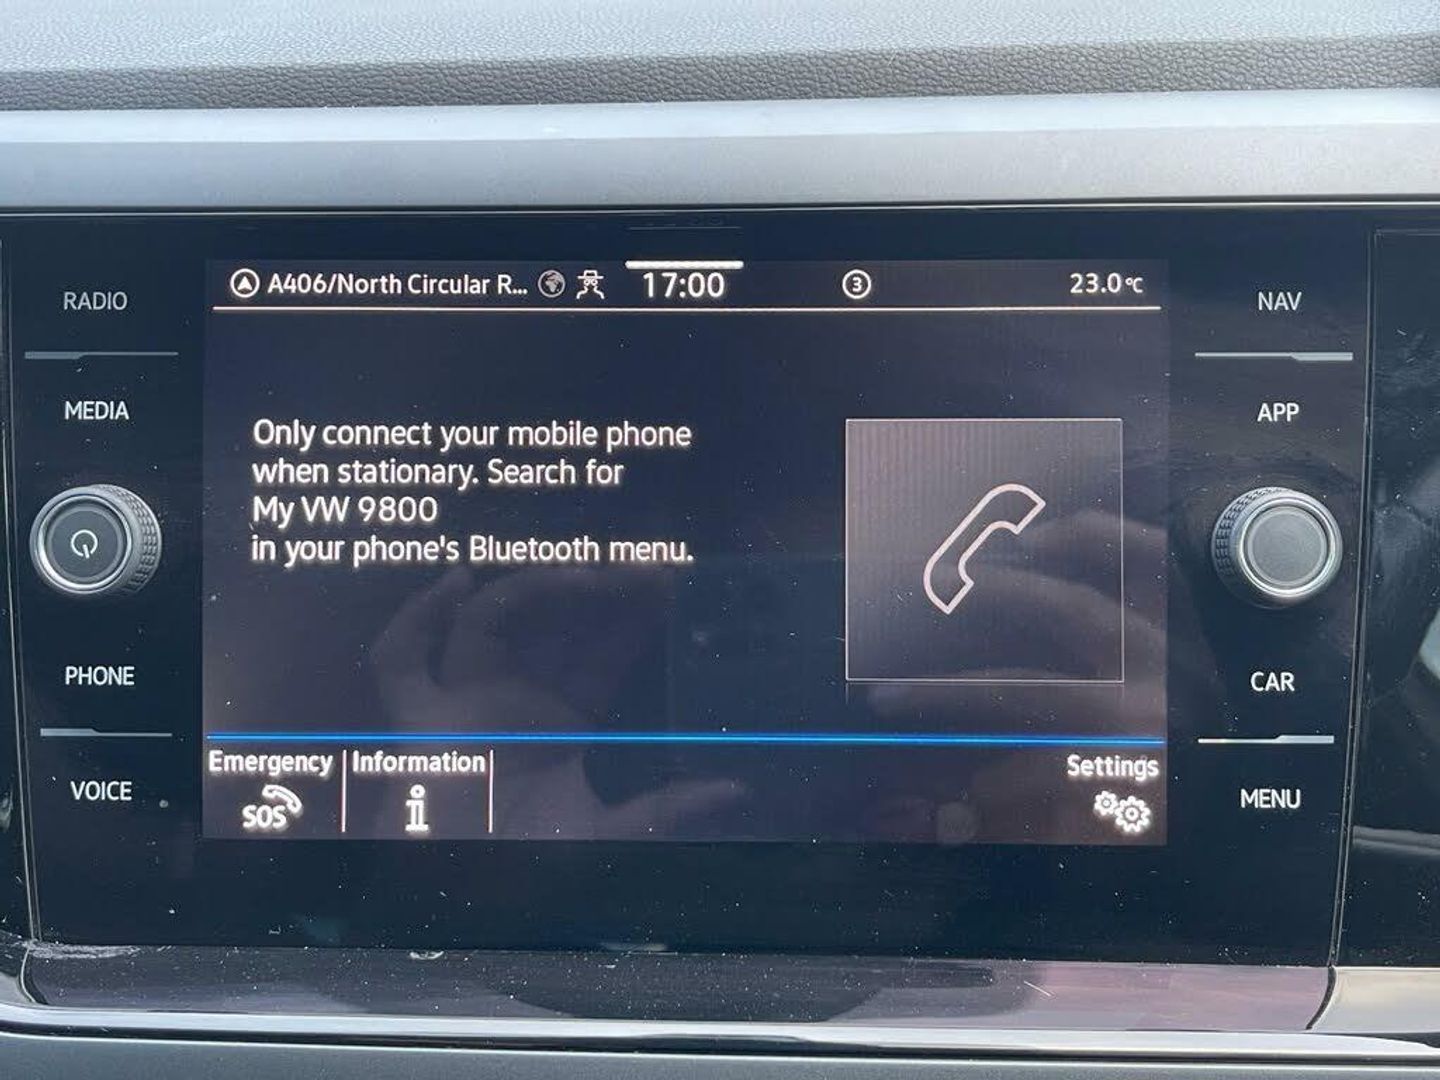 RADIO
MEDIA
PHONE
VOICE
A406/North Circular R... 17:00 3 23.0°C
Only connect your mobile phone
when stationary. Search for
My VW 9800
in your phone's Bluetooth menu.
Emergency Information Settings
SOS i
NAV
APP
CAR
MENU